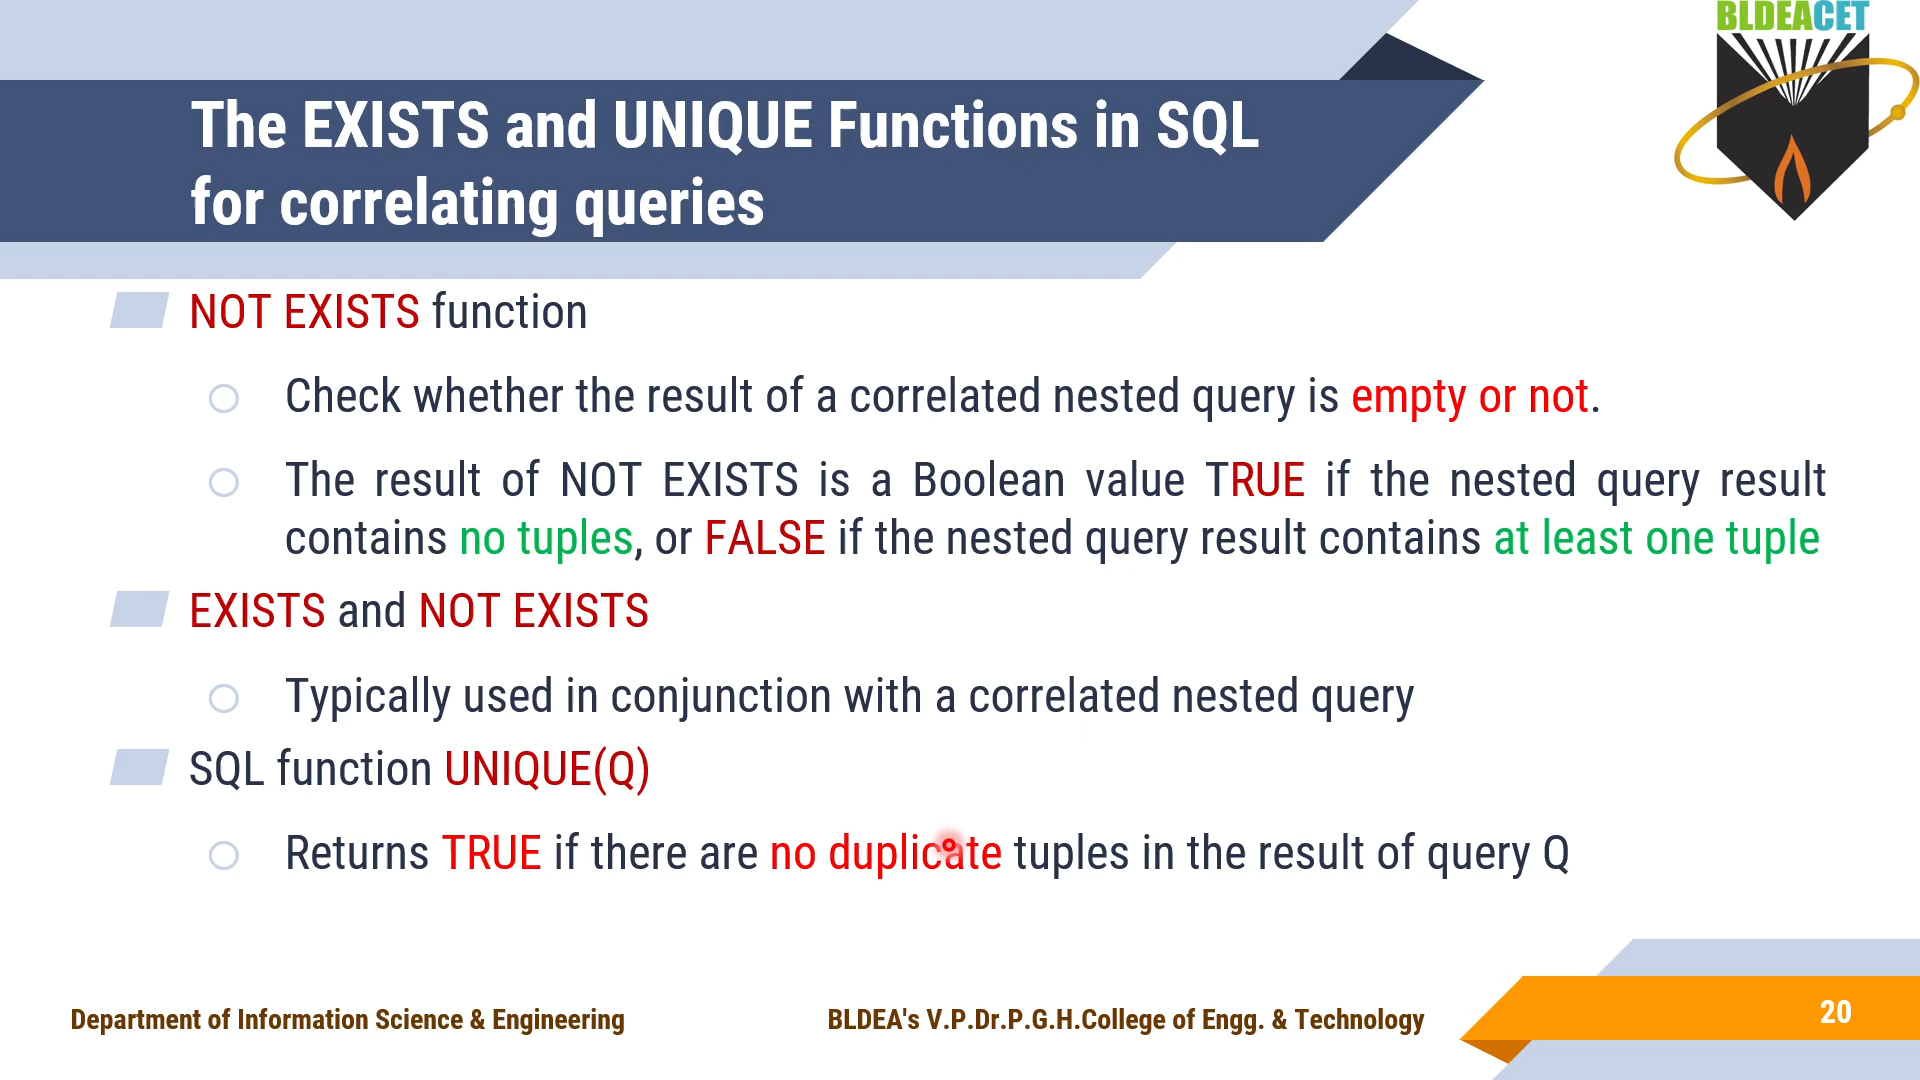 BLDEACET
The EXISTS and UNIQUE Functions in SQL
for correlating queries
NOT EXISTS function
Check whether the result of a correlated nested query is empty or not.
The result of NOT EXISTS is a Boolean value TRUE if the nested query result
contains no tuples, or FALSE if the nested query result contains at least one tuple
EXISTS and NOT EXISTS
Typically used in conjunction with a correlated nested query
SQL function UNIQUE(Q)
Returns TRUE if there are no duplicate tuples in the result of query Q
Department of Information Science & Engineering
BLDEA's V.P.Dr.P.G.H.College of Engg. & Technology
20